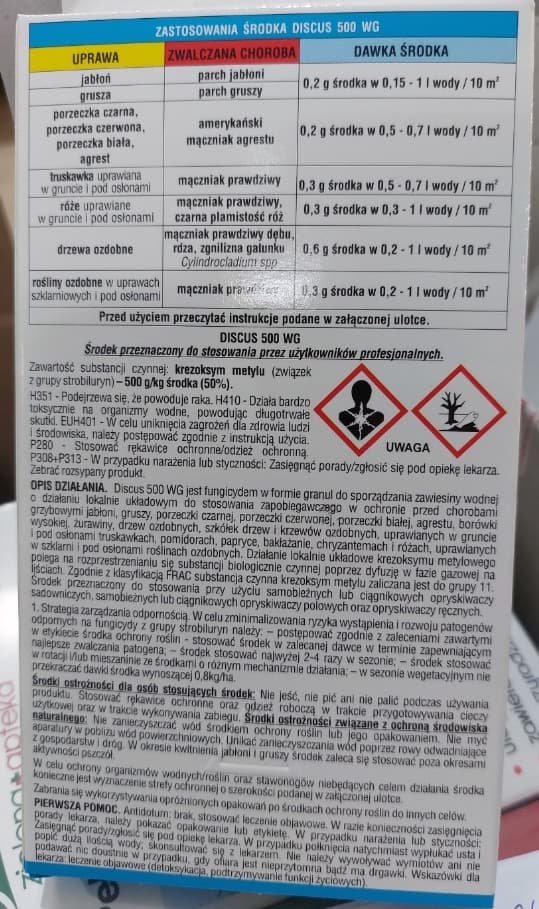 ZASTOSOWANIA ŚRODKA DISCUS 500 WG
UPRAWA ZWALCZANA CHOROBA DAWKA ŚRODKA
jabłoń parch jabłoni 0,2 g środka w 0,15 - 1 l wody / 10 m²
grusza parch gruszy
porzeczka czarna,
porzeczka czerwona,
porzeczka biała,
agrest
amerykański
mączniak agrestu
0,2 g środka w 0,5 - 0,7 l wody / 10 m²
truskawka uprawiana
w gruncie i pod osłonami
mączniak prawdziwy
0,3 g środka w 0,5 - 0,7 l wody / 10 m²
róże uprawiane
w gruncie i pod osłonami
mączniak prawdziwy,
czarna plamistość róż
0,3 g środka w 0,3 - 1 l wody / 10 m²
drzewa ozdobne
mączniak prawdziwy dębu,
rdza, zgnilizna gatunku
Cylindrocladium spp
0,6 g środka w 0,2 - 1 l wody / 10 m²
rośliny ozdobne w uprawach
szklarniowych i pod osłonami
mączniak
0,3 g środka w 0,2 - 1 l wody / 10 m²
Przed użyciem przeczytać instrukcje podane w załączonej ulotce.
DISCUS 500 WG
Środek przeznaczony do stosowania przez użytkowników profesjonalnych.
Zawartość substancji czynnej: krezoksym metylu (związek
z grupy strobiluryn) – 500 g/kg środka (50%).
H351 - Podejrzewa się, że powoduje raka. H410 - Działa bardzo
toksycznie na organizmy wodne, powodując długotrwałe
skutki. EUH401 - W celu uniknięcia zagrożeń dla zdrowia ludzi
i środowiska, należy postępować zgodnie z instrukcją użycia.
P280 - Stosować rękawice ochronne/odzież ochronną.
P308+P313 - W przypadku narażenia lub styczności: Zasięgnąć porady/zgłosić się pod opiekę lekarza.
Zebrać rozsypany produkt.
UWAGA
OPIS DZIAŁANIA. Discus 500 WG jest fungicydem w formie granul do sporządzania zawiesiny wodnej
o działaniu lokalnie układowym do stosowania zapobiegawczego w ochronie przed chorobami
grzybowymi jabłoni, gruszy, porzeczki czarnej, porzeczki czerwonej, porzeczki białej, agrestu, borówki
wysokiej, żurawiny, drzew ozdobnych, szkółek drzew i krzewów ozdobnych, uprawianych w gruncie
i pod osłonami truskawkach, pomidorach, papryce, bakłażanie, chryzantemach i różach, uprawianych
w szklarni i pod osłonami roślinach ozdobnych. Działanie lokalnie układowe krezoksymu metylowego
polega na rozprzestrzenianiu się substancji biologicznie czynnej poprzez dyfuzję w fazie gazowej na
liściach. Zgodnie z klasyfikacją FRAC substancja czynna krezoksym metylu zaliczana jest do grupy 11.
Środek przeznaczony do stosowania przy użyciu samobieżnych lub ciągnikowych opryskiwaczy
sadowniczych, samobieżnych lub ciągnikowych opryskiwaczy polowych oraz opryskiwaczy ręcznych.
1. Strategia zarządzania odpornością. W celu zminimalizowania ryzyka wystąpienia i rozwoju patogenów
odpornych na fungicydy z grupy strobiluryn należy: – postępować zgodnie z zaleceniami zawartymi
w etykiecie środka ochrony roślin - stosować środek w zalecanej dawce w terminie zapewniającym
najlepsze zwalczania patogena; – środek stosować najwyżej 2-4 razy w sezonie; – środek stosować
w rotacji i/lub mieszaninie ze środkami o różnym mechanizmie działania; – w sezonie wegetacyjnym nie
przekraczać dawki środka wynoszącej 0,8kg/ha.
Środki ostrożności dla osób stosujących środek: Nie jeść, nie pić ani nie palić podczas używania
produktu. Stosować rękawice ochronne oraz odzież roboczą w trakcie przygotowywania cieczy
użytkowej oraz w trakcie wykonywania zabiegu. Środki ostrożności związane z ochroną środowiska
naturalnego: Nie zanieczyszczać wód środkiem ochrony roślin lub jego opakowaniem. Nie myć
aparatury w pobliżu wód powierzchniowych. Unikać zanieczyszczania wód poprzez rowy odwadniające
z gospodarstw i dróg. W okresie kwitnienia jabłoni i gruszy środek zaleca się stosować poza okresami
aktywności pszczół.
W celu ochrony organizmów wodnych/roślin oraz stawonogów niebędących celem działania środka
konieczne jest wyznaczenie strefy ochronnej o szerokości podanej w załączonej ulotce.
Zabrania się wykorzystywania opróżnionych opakowań po środkach ochrony roślin do innych celów.
PIERWSZA POMOC. Antidotum: brak, stosować leczenie objawowe. W razie konieczności zasięgnięcia
porady lekarza, należy pokazać opakowanie lub etykietę. W przypadku narażenia lub styczności:
Zasięgnąć porady/zgłosić się pod opiekę lekarza. W przypadku połknięcia natychmiast wypłukać usta i
popić dużą ilością wody; skonsultować się z lekarzem. Nie należy wywoływać wymiotów ani nie
podawać nic doustnie w przypadku, gdy ofiara jest nieprzytomna bądź ma drgawki. Wskazówki dla
lekarza: leczenie objawowe (detoksykacja, podtrzymywanie funkcji życiowych).